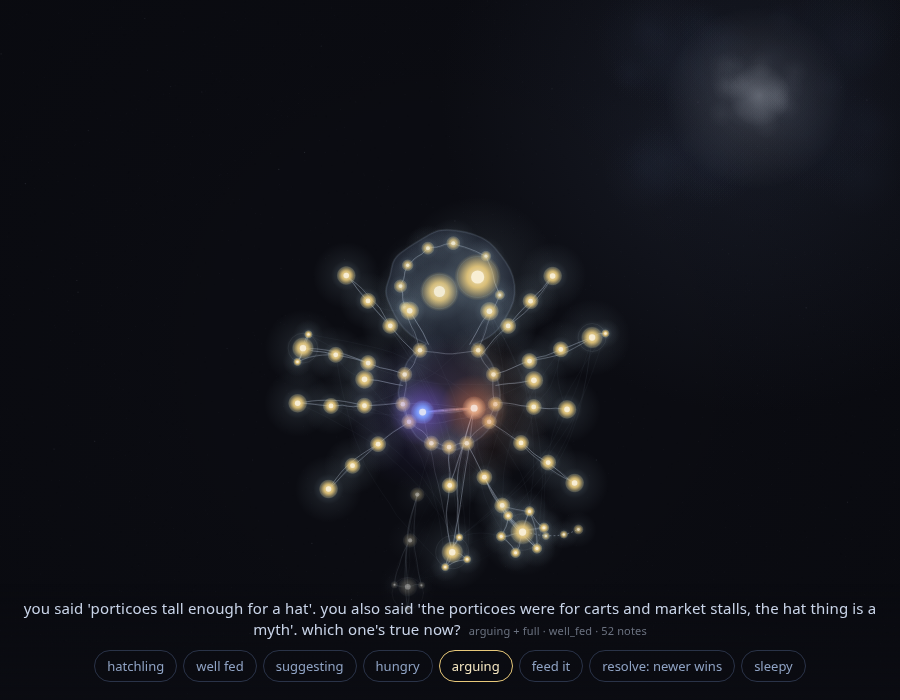 you said 'porticoes tall enough for a hat'. you also said 'the porticoes were for carts and market stalls, the hat thing is a
myth'. which one's true now? arguing + full · well_fed · 52 notes
hatchling well fed suggesting hungry arguing feed it resolve: newer wins sleepy